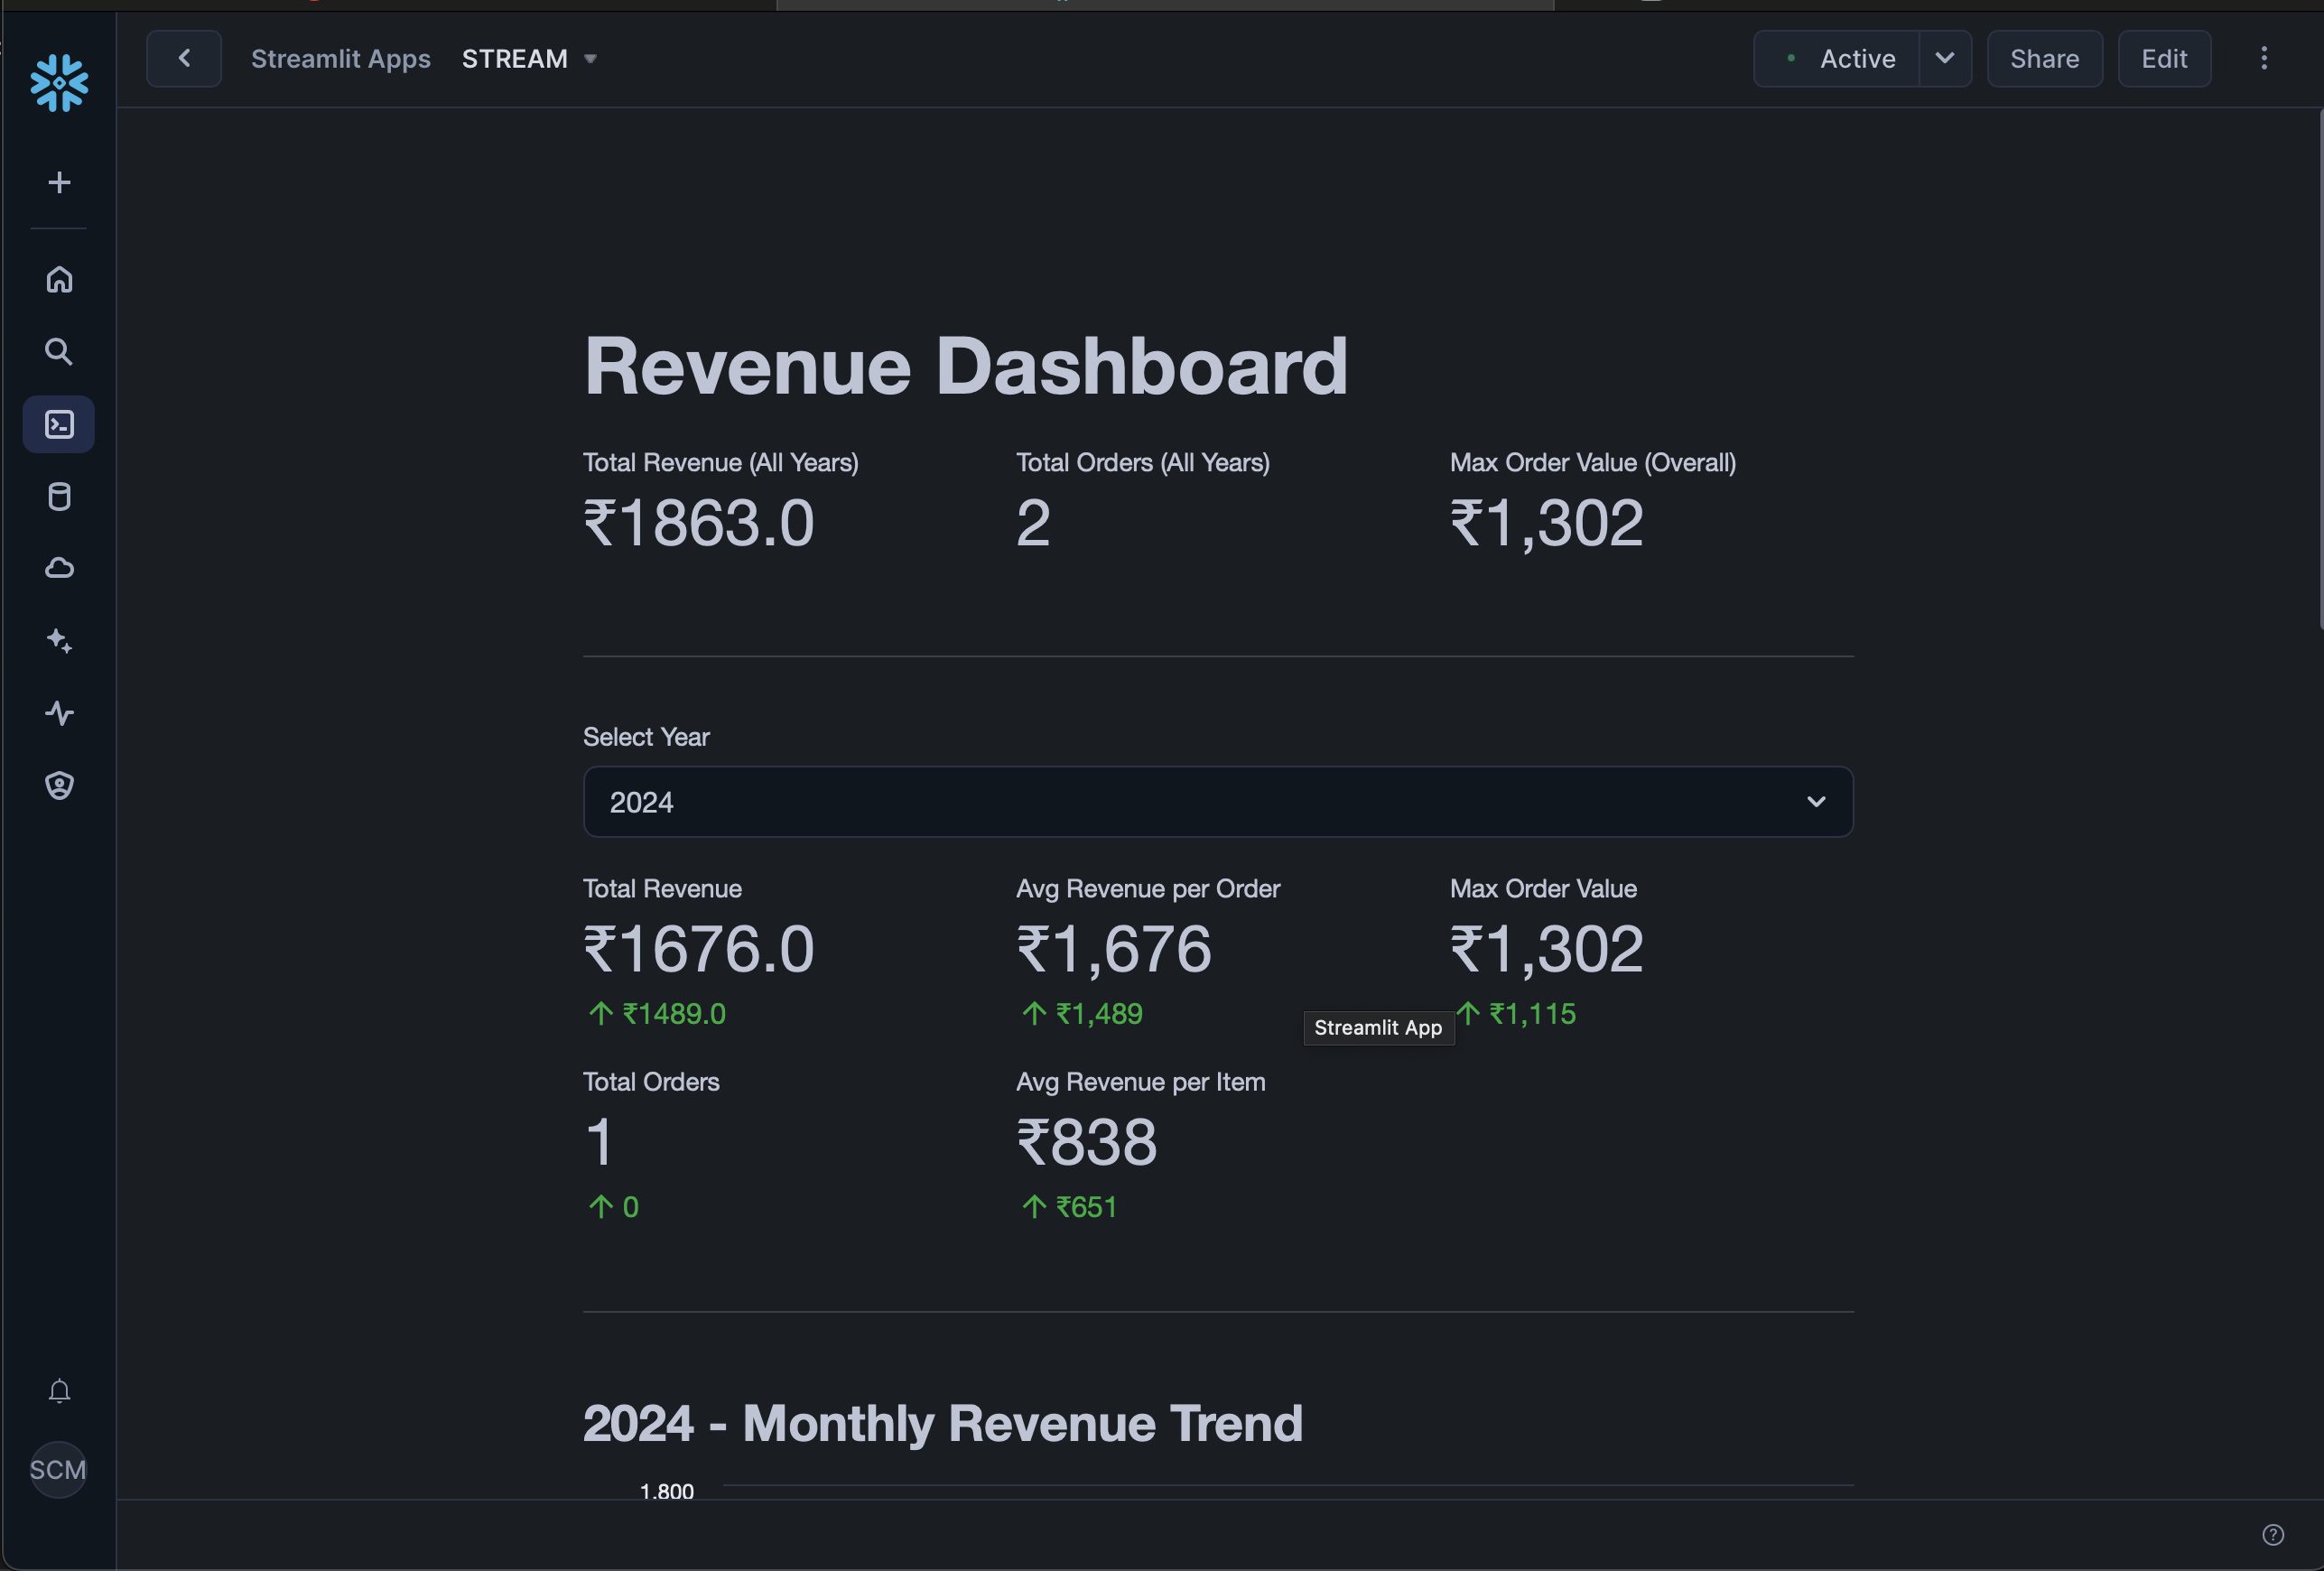 Streamlit Apps STREAM Active Share Edit
Revenue Dashboard
Total Revenue (All Years) Total Orders (All Years) Max Order Value (Overall)
₹1863.0 2 ₹1,302
Select Year
2024
Total Revenue Avg Revenue per Order Max Order Value
₹1676.0 ₹1,676 ₹1,302
↑ ₹1489.0 ↑ ₹1,489 ↑ ₹1,115
Streamlit App
Total Orders Avg Revenue per Item
1 ₹838
↑ 0 ↑ ₹651
2024 - Monthly Revenue Trend
1,800
SCM